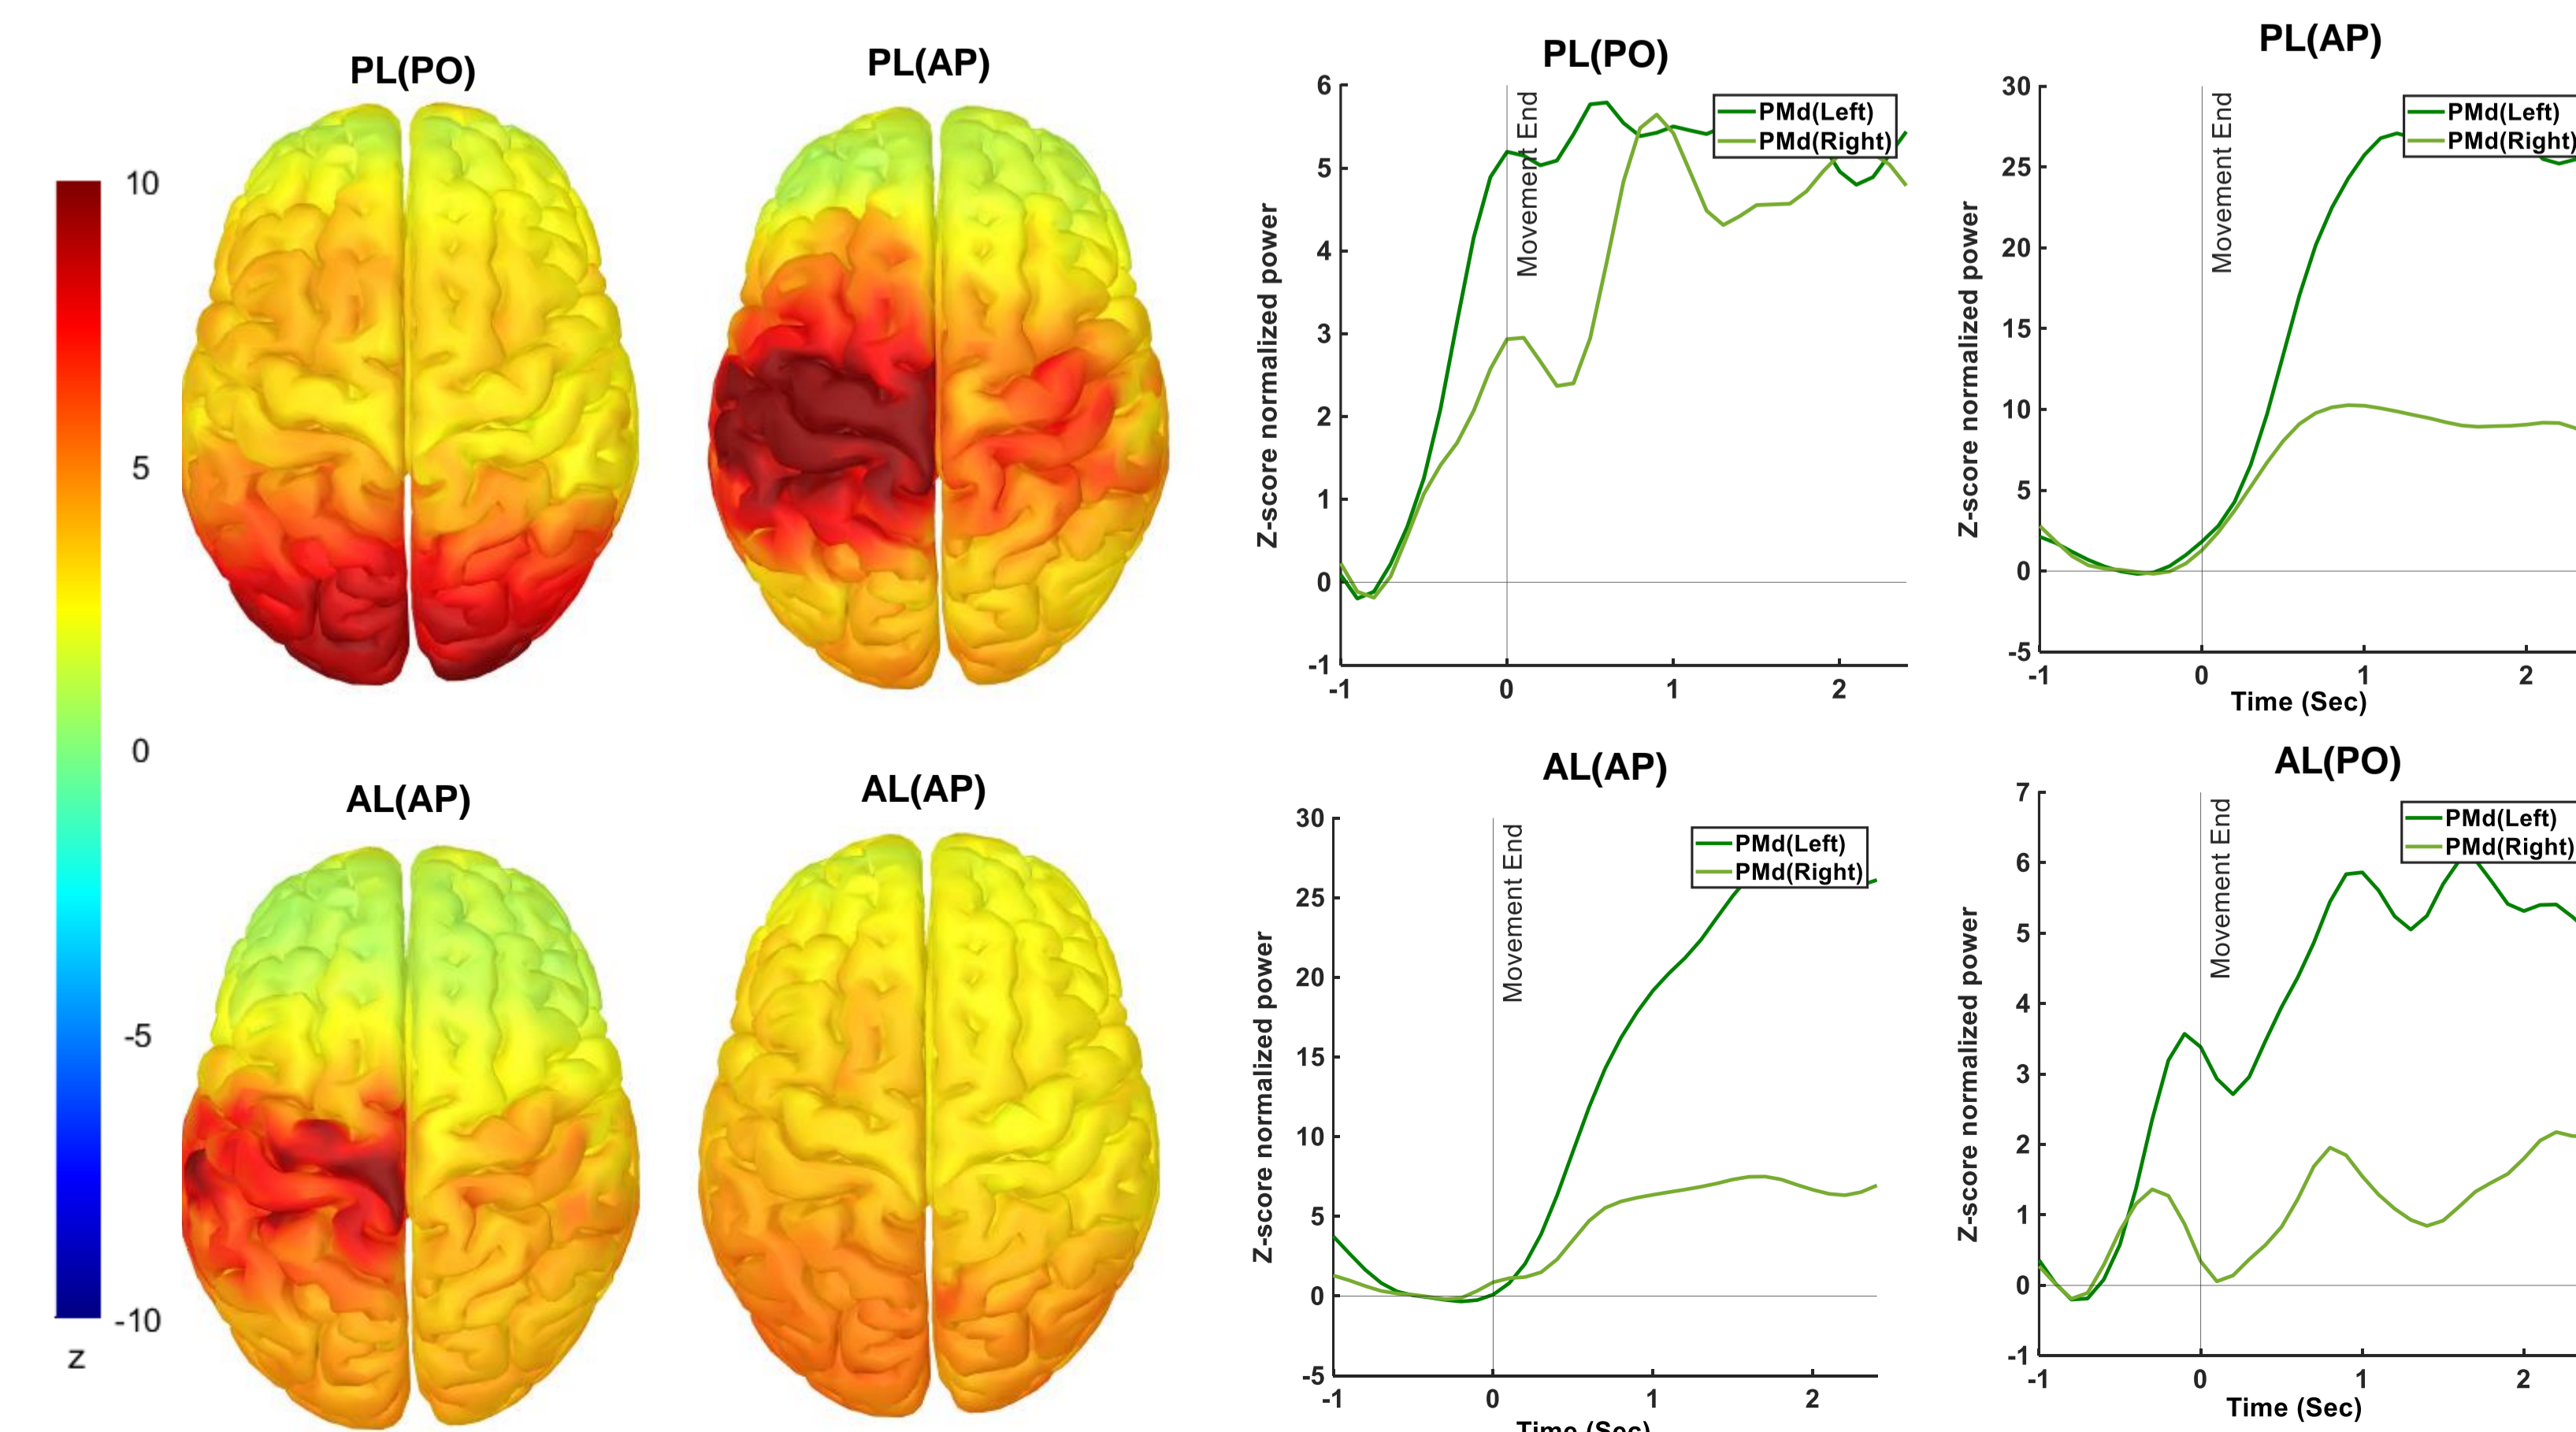 PL(PO)
PL(AP)
10
5
0
-5
-10
z
AL(AP)
AL(AP)
PL(PO)
6
5
4
3
2
1
0
-1
-1
0
1
2
Z-score normalized power
Movement End
PMd(Left)
PMd(Right)
PL(AP)
30
25
20
15
10
5
0
-5
-1
0
1
2
Z-score normalized power
Movement End
PMd(Left)
PMd(Right)
Time (Sec)
AL(AP)
30
25
20
15
10
5
0
-5
-1
0
1
2
Z-score normalized power
Movement End
PMd(Left)
PMd(Right)
Time (Sec)
AL(PO)
7
6
5
4
3
2
1
0
-1
-1
0
1
2
Z-score normalized power
Movement End
PMd(Left)
PMd(Right)
Time (Sec)